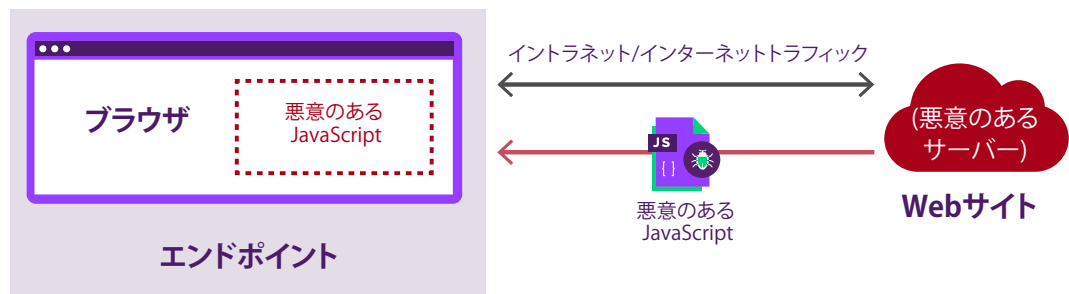 ブラウザ
悪意のある
JavaScript
エンドポイント
イントラネット/インターネットトラフィック
JS
{ }
悪意のある
JavaScript
(悪意のある
サーバー)
Webサイト